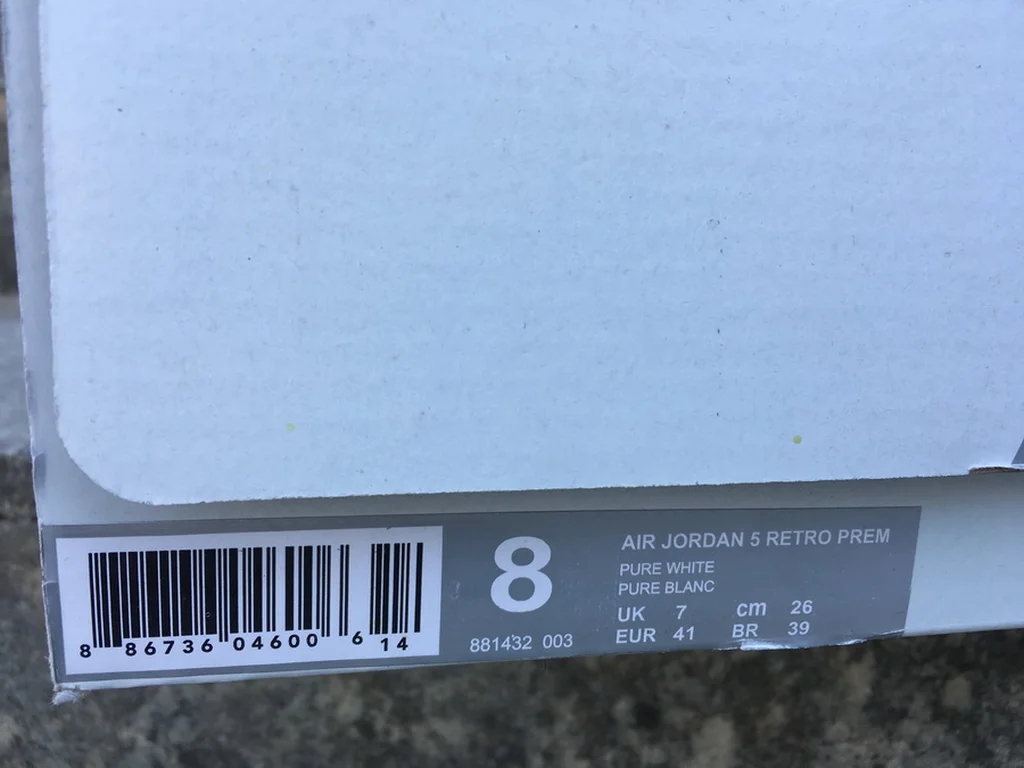 8 86736 04600 6 14
8
881432 003
AIR JORDAN 5 RETRO PREM
PURE WHITE
PURE BLANC
UK 7 cm 26
EUR 41 BR 39